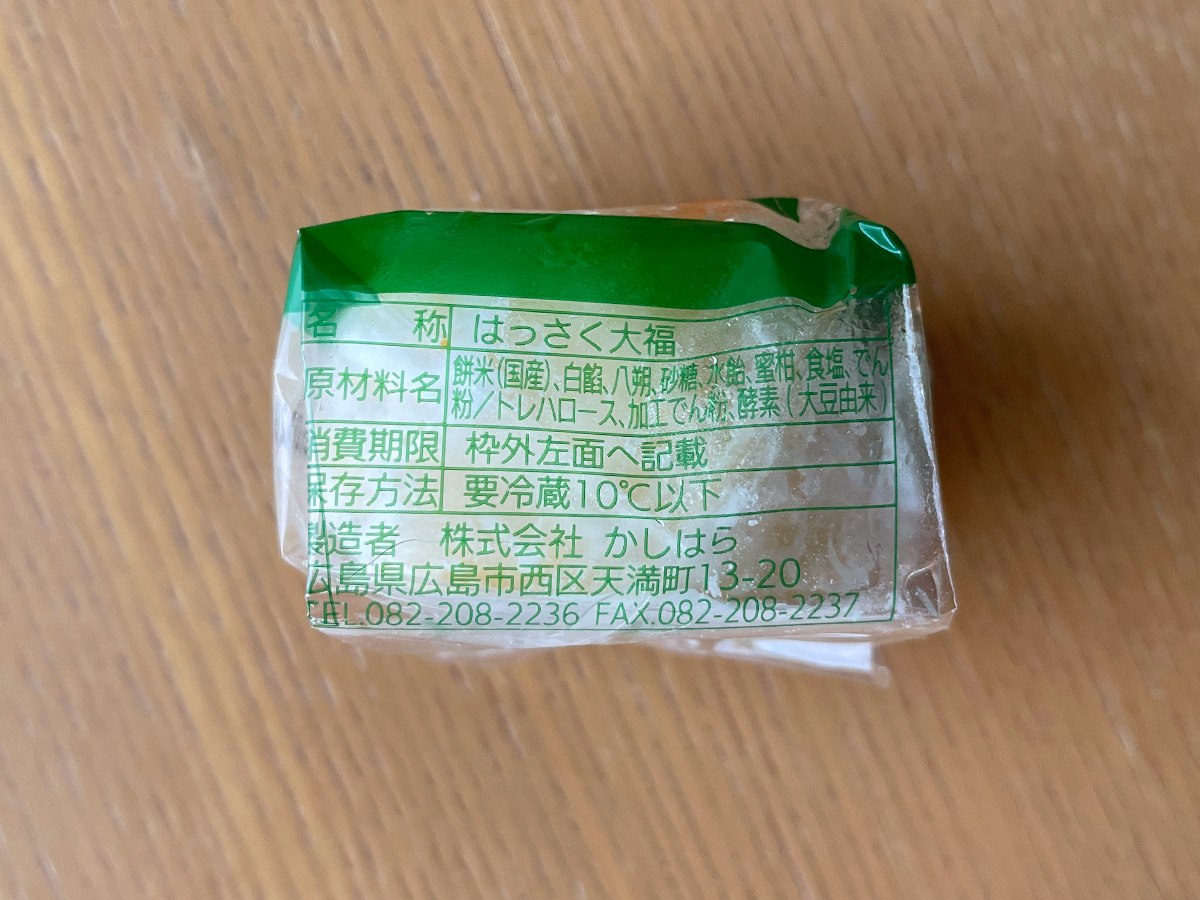 名 称 はっさく大福
原材料名 餅米(国産)、白餡、八朔、砂糖、水飴、蜜柑、食塩、でん
粉/トレハロース、加工でん粉、酵素(大豆由来)
消費期限 枠外左面へ記載
保存方法 要冷蔵10℃以下
製造者 株式会社 かしはら
広島県広島市西区天満町13-20
TEL.082-208-2236 FAX.082-208-2237